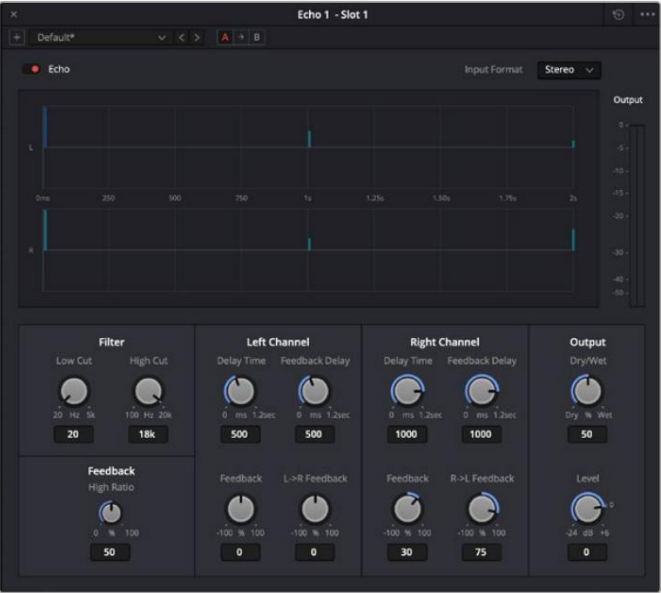 Echo 1 - Slot 1
Default*
A
B
Echo
Input Format
Stereo
Output
L
0ms 250 500 750 1s 1.25s 1.50s 1.75s 2s
R
0
-5
-10
-15
-20
-30
-40
-50
Filter
Low Cut High Cut
20 Hz 5k 100 Hz 20k
20 18k
Feedback
High Ratio
0 % 100
50
Left Channel
Delay Time Feedback Delay
0 ms 1.2sec 0 ms 1.2sec
500 500
Feedback L->R Feedback
-100 % 100 -100 % 100
0 0
Right Channel
Delay Time Feedback Delay
0 ms 1.2sec 0 ms 1.2sec
1000 1000
Feedback R->L Feedback
-100 % 100 -100 % 100
30 75
Output
Dry/Wet
Dry % Wet
50
Level
0
-24 dB +6
0